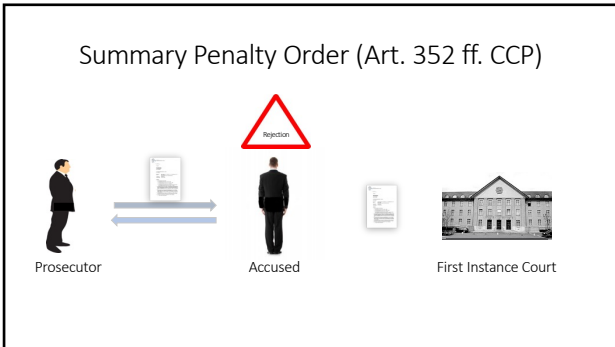 Summary Penalty Order (Art. 352 ff. CCP)
Rejection
Prosecutor
Accused
First Instance Court